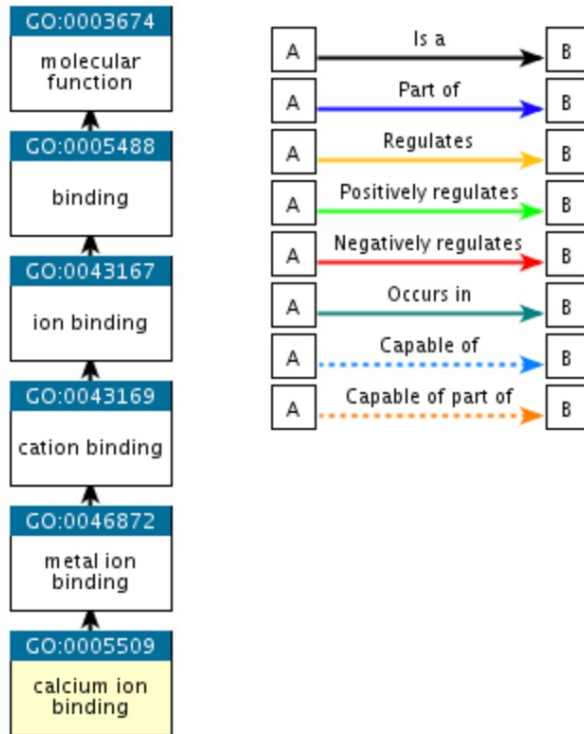 GO:0003674
molecular
function
GO:0005488
binding
GO:0043167
ion binding
GO:0043169
cation binding
GO:0046872
metal ion
binding
GO:0005509
calcium ion
binding
A Is a B
A Part of B
A Regulates B
A Positively regulates B
A Negatively regulates B
A Occurs in B
A Capable of B
A Capable of part of B